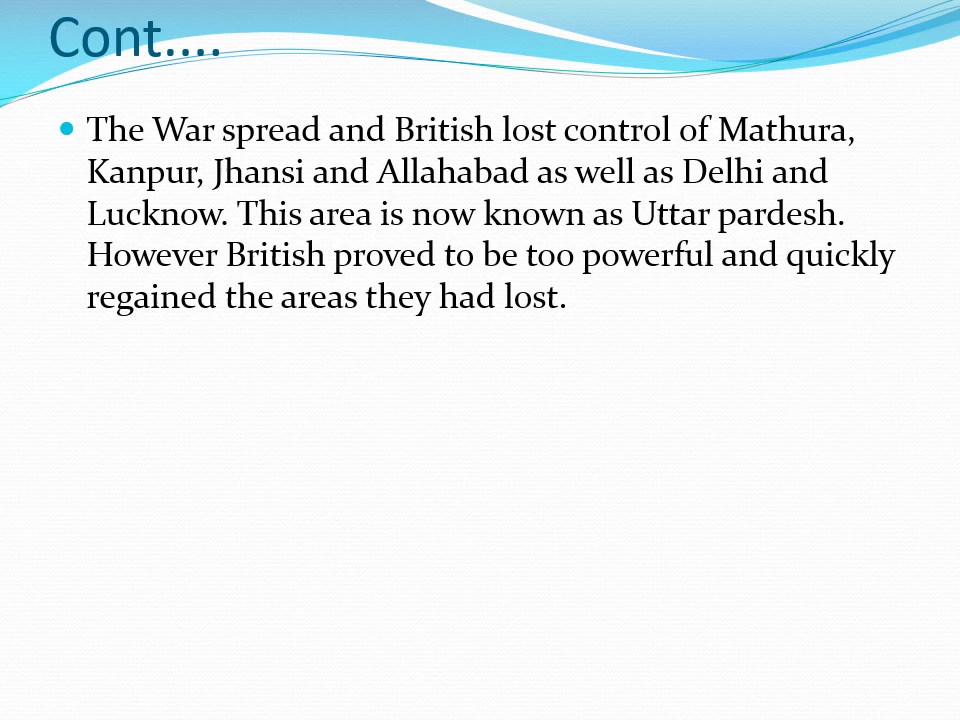 Cont....
• The War spread and British lost control of Mathura,
Kanpur, Jhansi and Allahabad as well as Delhi and
Lucknow. This area is now known as Uttar pardesh.
However British proved to be too powerful and quickly
regained the areas they had lost.